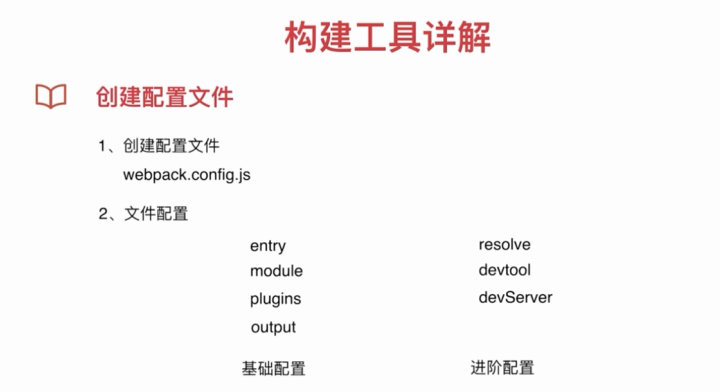 构建工具详解
创建配置文件
1、创建配置文件
webpack.config.js
2、文件配置
entry
module
plugins
output
基础配置
resolve
devtool
devServer
进阶配置